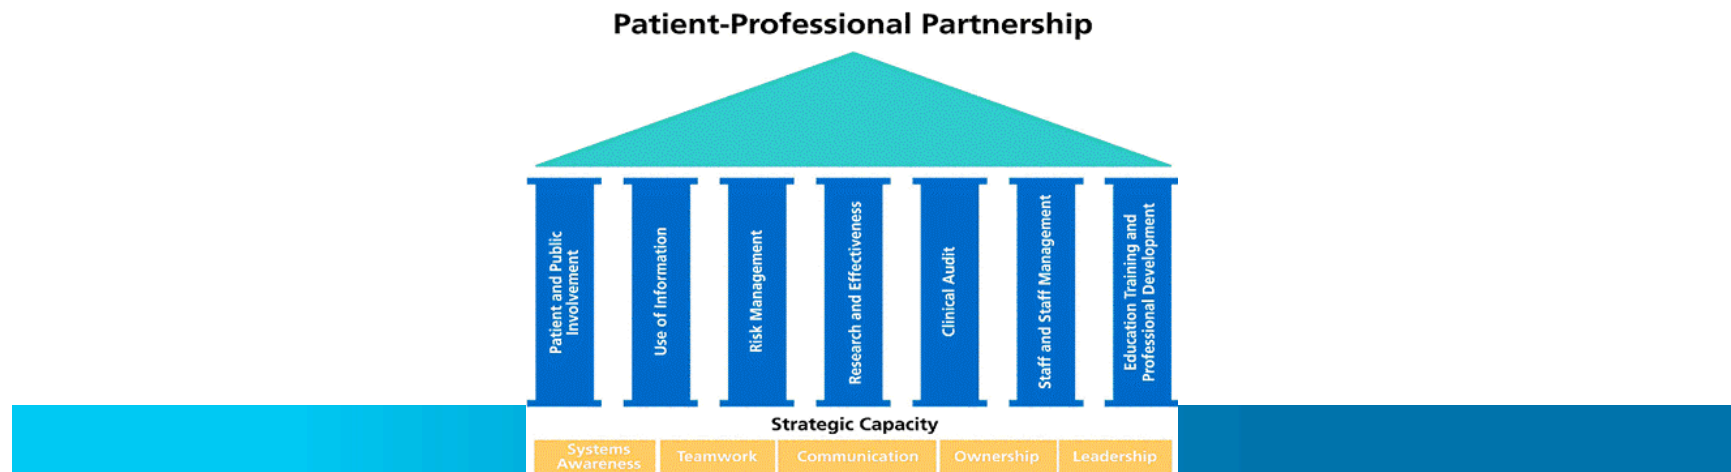 Patient-Professional Partnership
Patient and Public
Involvement
Use of Information
Risk Management
Research and Effectiveness
Clinical Audit
Staff and Staff Management
Education Training and
Professional Development
Strategic Capacity
Systems
Awareness
Teamwork
Communication
Ownership
Leadership